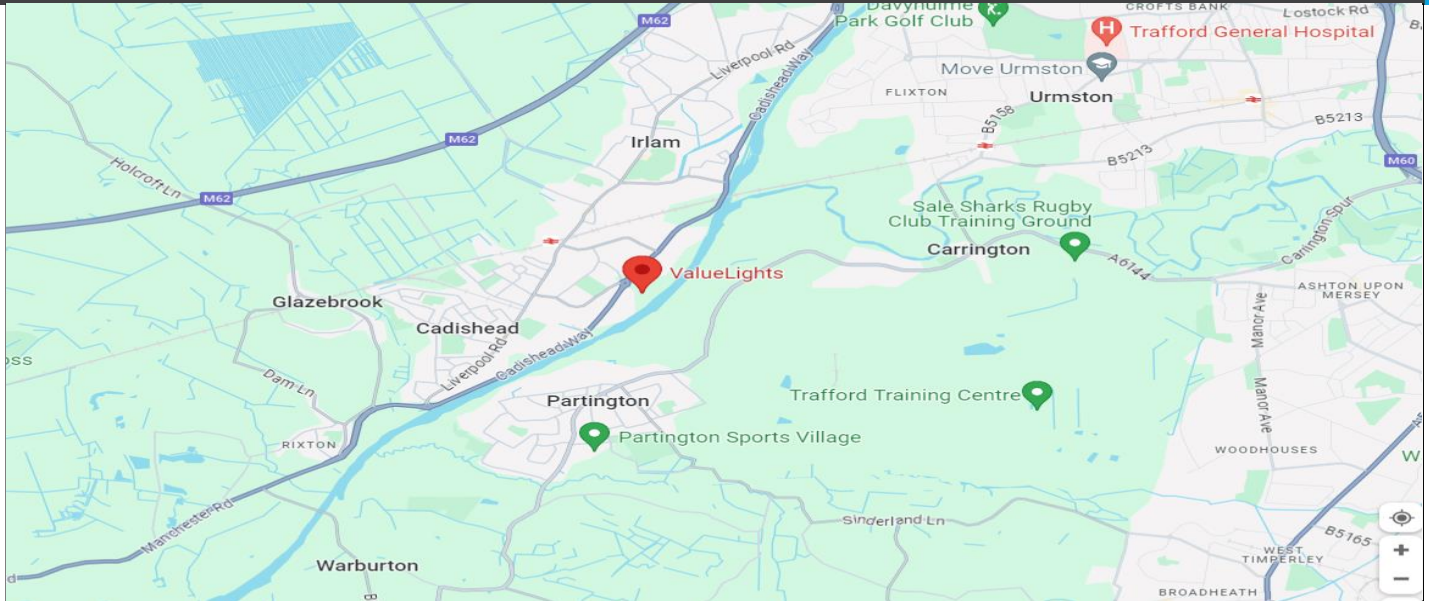 Davyhulme
Park Golf Club
CROFTS BANK
Lostock Rd
M62
Trafford General Hospital
Liverpool Rd
Move Urmston
Cadishead Way
FLIXTON
Urmston
B5158
B5213
Irlam
M62
B5213
M60
Holcroft Ln
M62
Sale Sharks Rugby
Club Training Ground
Carrington
Carrington Spur
A6144
ValueLights
ASHTON UPON
MERSEY
Glazebrook
Manor Ave
Cadishead
Cadishead Way
Liverpool Rd
Dam Ln
Manor Ave
Partington
Trafford Training Centre
Partington Sports Village
RIXTON
WOODHOUSES
Manchester Rd
Sinderland Ln
B5165
WEST
TIMPERLEY
Warburton
BROADHEATH